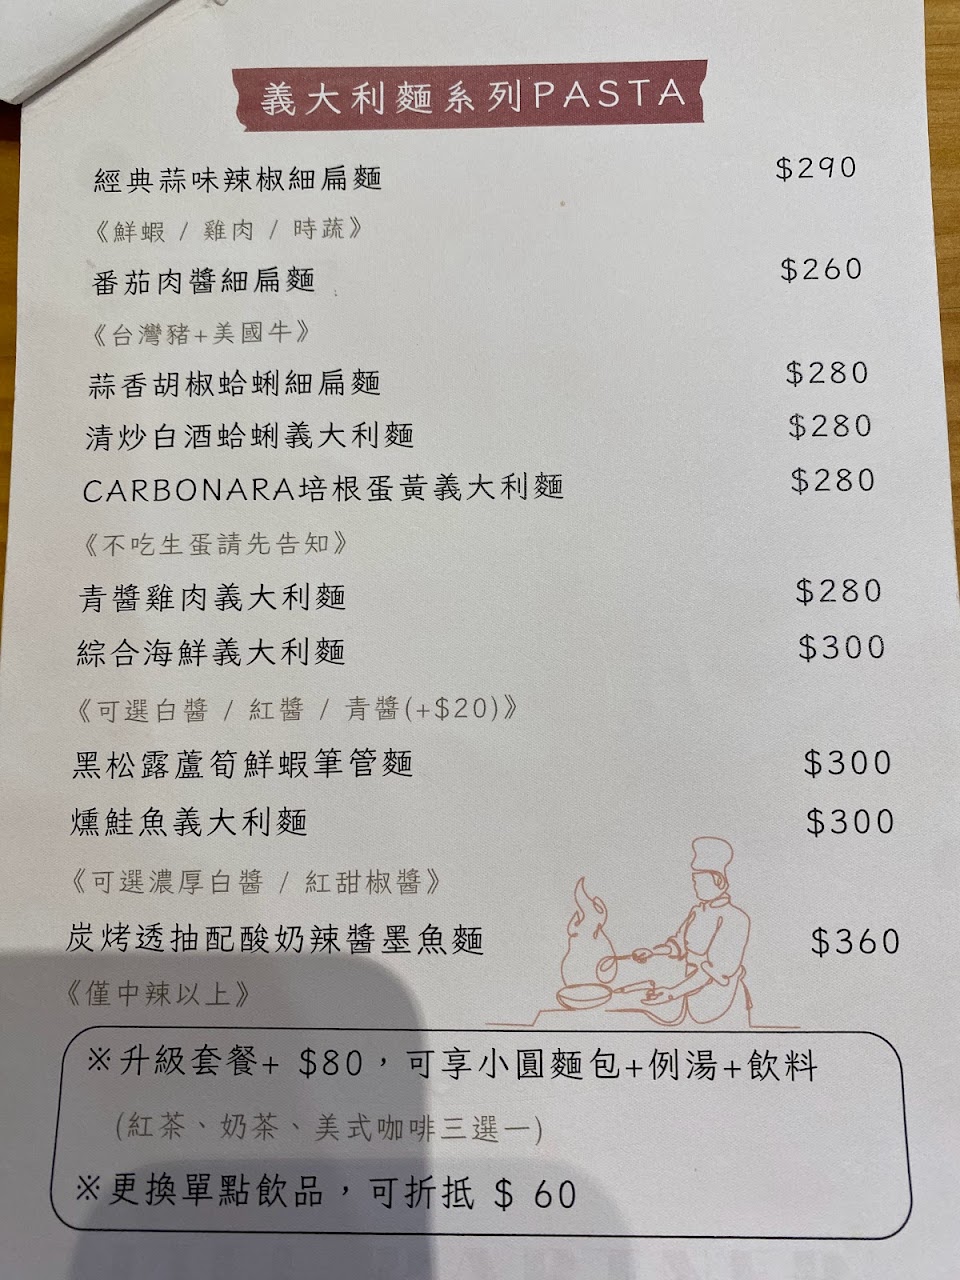 義大利麵系列PASTA
經典蒜味辣椒細扁麵 $290
《鮮蝦 / 雞肉 / 時蔬》
番茄肉醬細扁麵 $260
《台灣豬+美國牛》
蒜香胡椒蛤蜊細扁麵 $280
清炒白酒蛤蜊義大利麵 $280
CARBONARA培根蛋黃義大利麵 $280
《不吃生蛋請先告知》
青醬雞肉義大利麵 $280
綜合海鮮義大利麵 $300
《可選白醬 / 紅醬 / 青醬(+$20)》
黑松露蘆筍鮮蝦筆管麵 $300
燻鮭魚義大利麵 $300
《可選濃厚白醬 / 紅甜椒醬》
炭烤透抽配酸奶辣醬墨魚麵 $360
《僅中辣以上》
※升級套餐+ $80，可享小圓麵包+例湯+飲料
(紅茶、奶茶、美式咖啡三選一)
※更換單點飲品，可折抵 $ 60